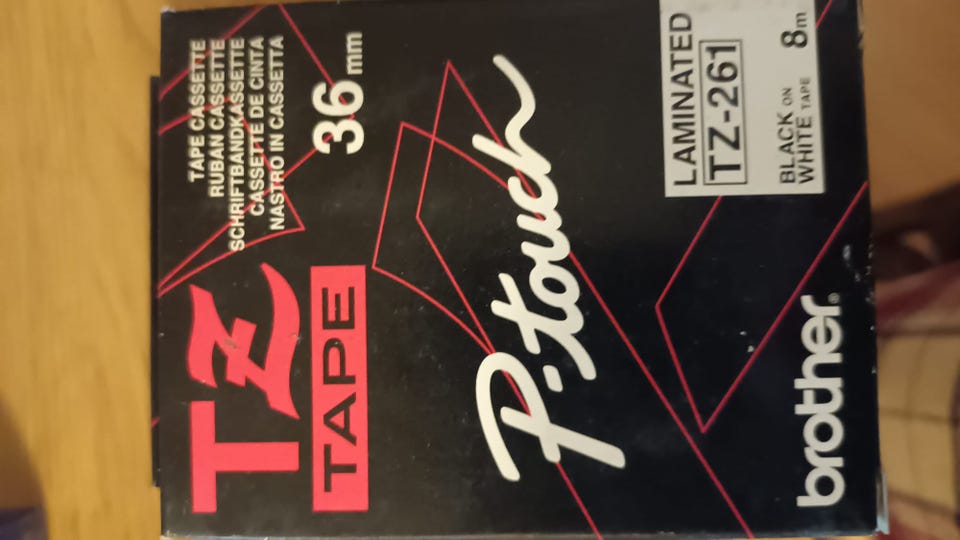 TZ
TAPE
TAPE CASSETTE
RUBAN CASSETTE
SCHRIFTBANDKASSETTE
CASSETTE DE CINTA
NASTRO IN CASSETTA
36 mm
P-touch
LAMINATED
TZ-261
BLACK ON
WHITE TAPE 8m
brother®